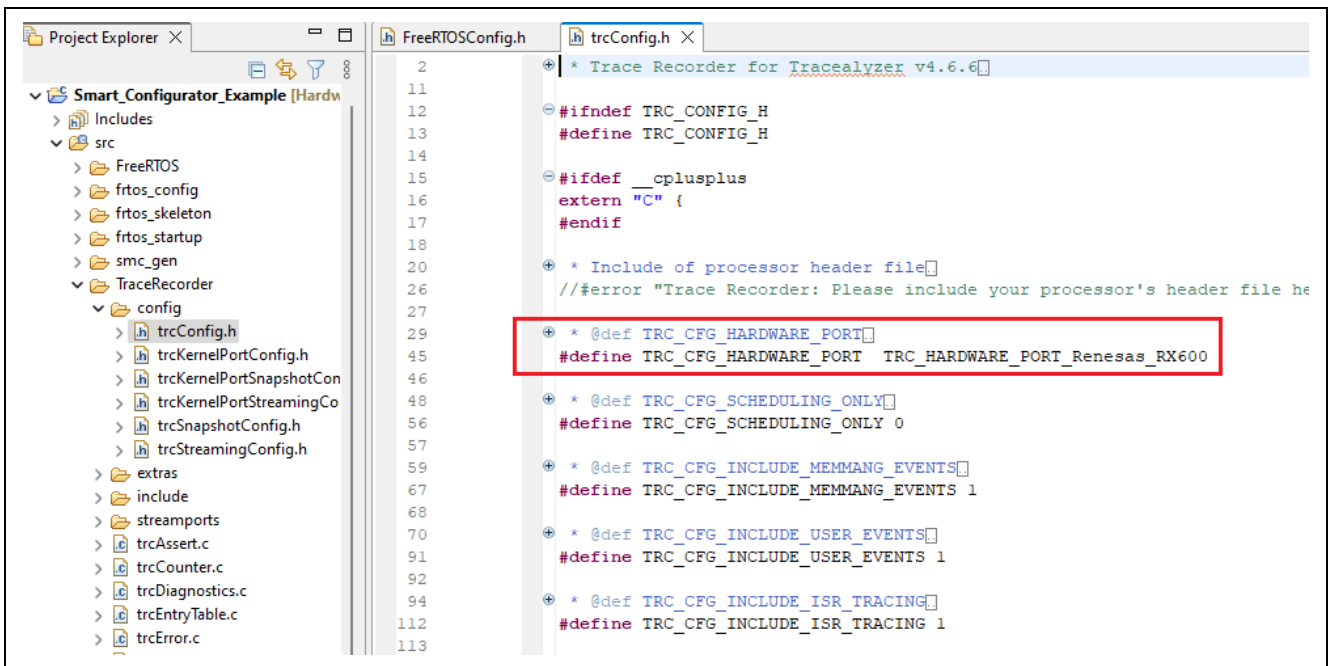 Project Explorer
Smart_Configurator_Example [Hardw
Includes
src
FreeRTOS
frtos_config
frtos_skeleton
frtos_startup
smc_gen
TraceRecorder
config
trcConfig.h
trcKernelPortConfig.h
trcKernelPortSnapshotCon
trcKernelPortStreamingCo
trcSnapshotConfig.h
trcStreamingConfig.h
extras
include
streamports
trcAssert.c
trcCounter.c
trcDiagnostics.c
trcEntryTable.c
trcError.c
FreeRTOSConfig.h
trcConfig.h
2 * Trace Recorder for Tracealyzer v4.6.6
11
12 #ifndef TRC_CONFIG_H
13 #define TRC_CONFIG_H
14
15 #ifdef __cplusplus
16 extern "C" {
17 #endif
18
20 * Include of processor header file
26 //#error "Trace Recorder: Please include your processor's header file he
27
29 * @def TRC_CFG_HARDWARE_PORT
45 #define TRC_CFG_HARDWARE_PORT TRC_HARDWARE_PORT_Renesas_RX600
46
48 * @def TRC_CFG_SCHEDULING_ONLY
56 #define TRC_CFG_SCHEDULING_ONLY 0
57
59 * @def TRC_CFG_INCLUDE_MEMMANG_EVENTS
67 #define TRC_CFG_INCLUDE_MEMMANG_EVENTS 1
68
70 * @def TRC_CFG_INCLUDE_USER_EVENTS
91 #define TRC_CFG_INCLUDE_USER_EVENTS 1
92
94 * @def TRC_CFG_INCLUDE_ISR_TRACING
112 #define TRC_CFG_INCLUDE_ISR_TRACING 1
113